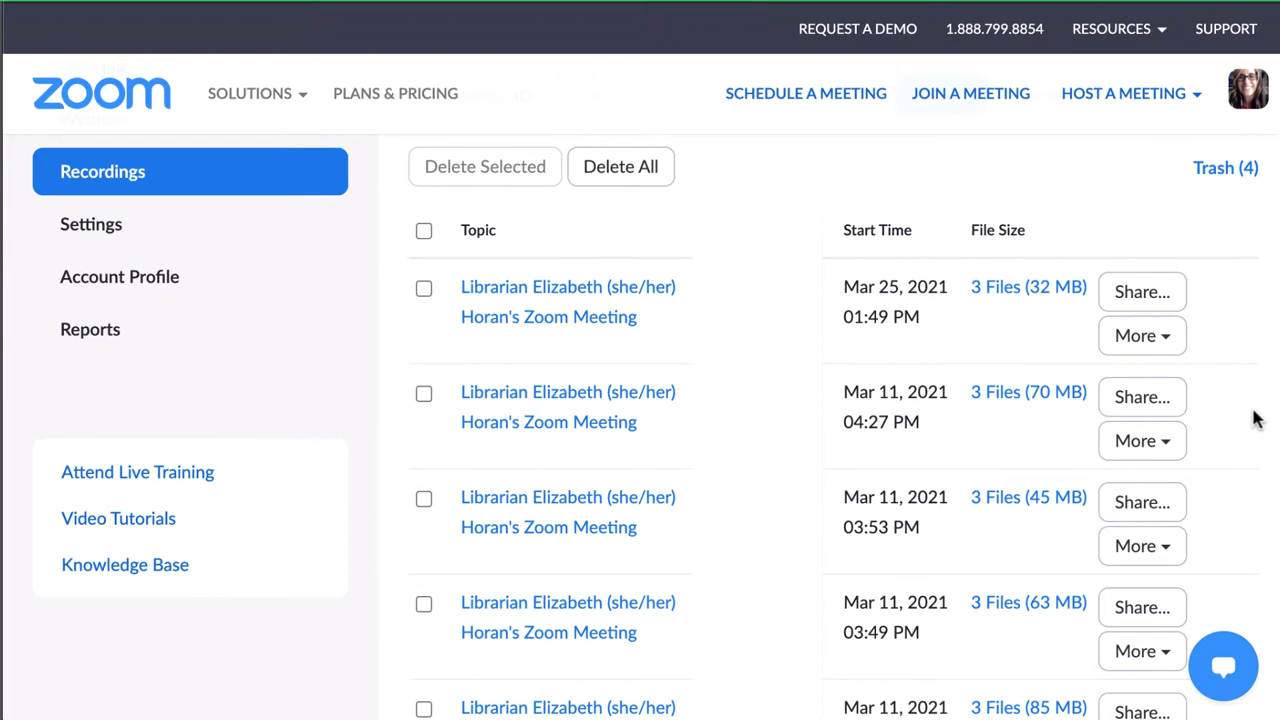 REQUEST A DEMO 1.888.799.8854 RESOURCES SUPPORT
zoom SOLUTIONS PLANS & PRICING SCHEDULE A MEETING JOIN A MEETING HOST A MEETING
Recordings
Settings
Account Profile
Reports
Attend Live Training
Video Tutorials
Knowledge Base
Delete Selected Delete All Trash (4)
Topic Start Time File Size
Librarian Elizabeth (she/her) Mar 25, 2021 3 Files (32 MB) Share...
Horan's Zoom Meeting 01:49 PM More
Librarian Elizabeth (she/her) Mar 11, 2021 3 Files (70 MB) Share...
Horan's Zoom Meeting 04:27 PM More
Librarian Elizabeth (she/her) Mar 11, 2021 3 Files (45 MB) Share...
Horan's Zoom Meeting 03:53 PM More
Librarian Elizabeth (she/her) Mar 11, 2021 3 Files (63 MB) Share...
Horan's Zoom Meeting 03:49 PM More
Librarian Elizabeth (she/her) Mar 11, 2021 3 Files (85 MB) Share...